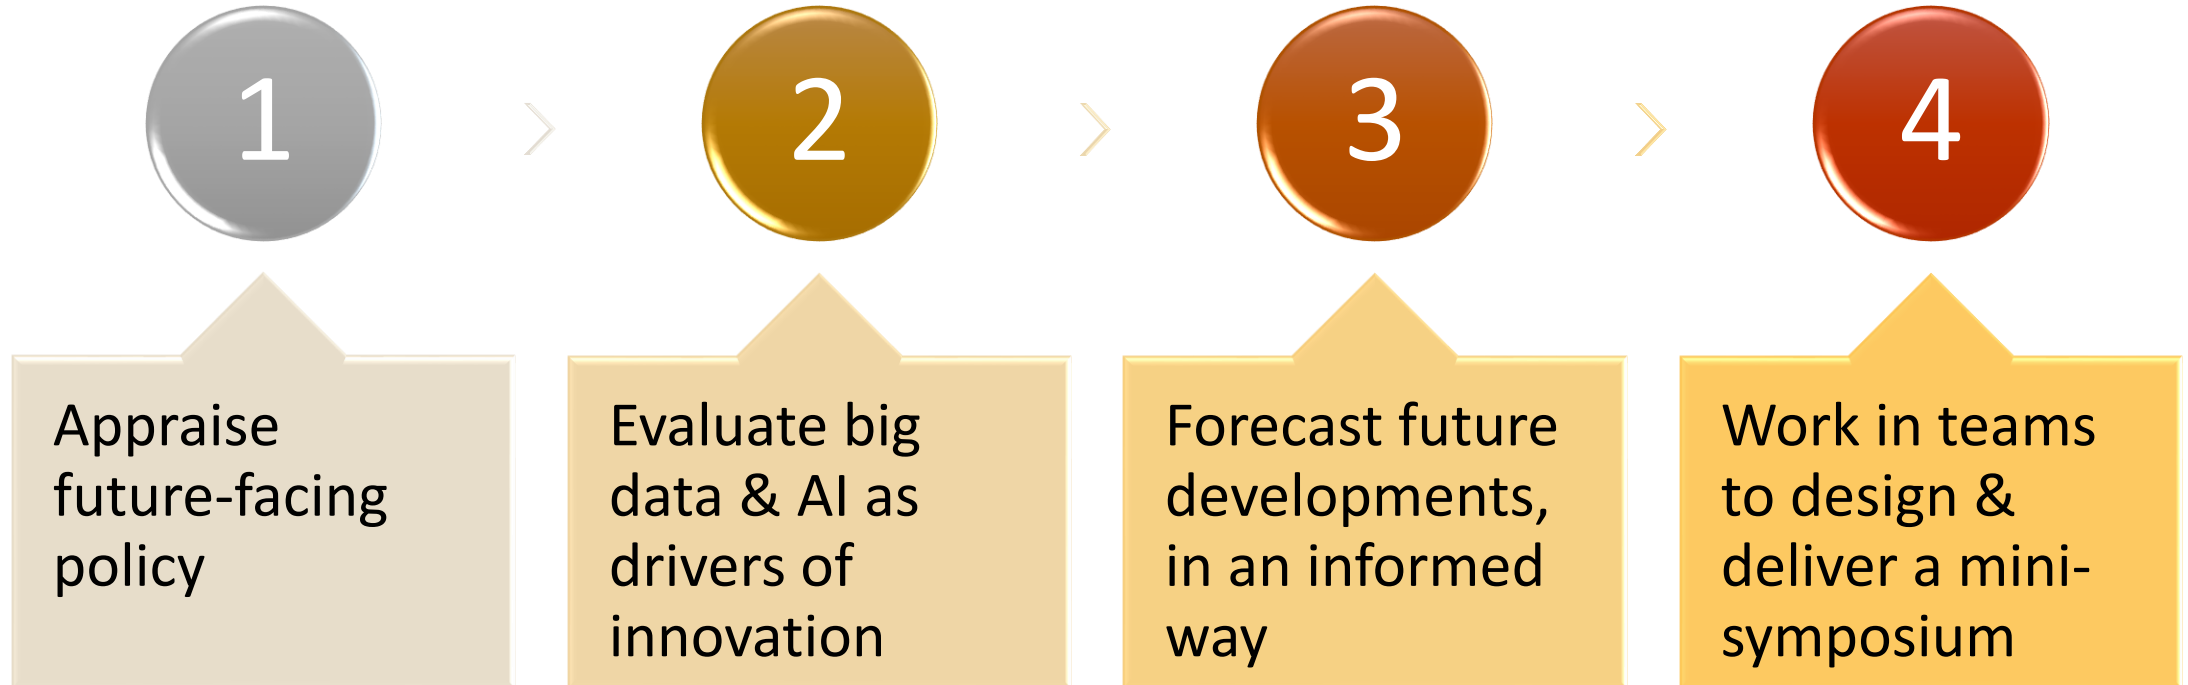 1
2
3
4
Appraise
future-facing
policy
Evaluate big
data & AI as
drivers of
innovation
Forecast future
developments,
in an informed
way
Work in teams
to design &
deliver a mini-
symposium